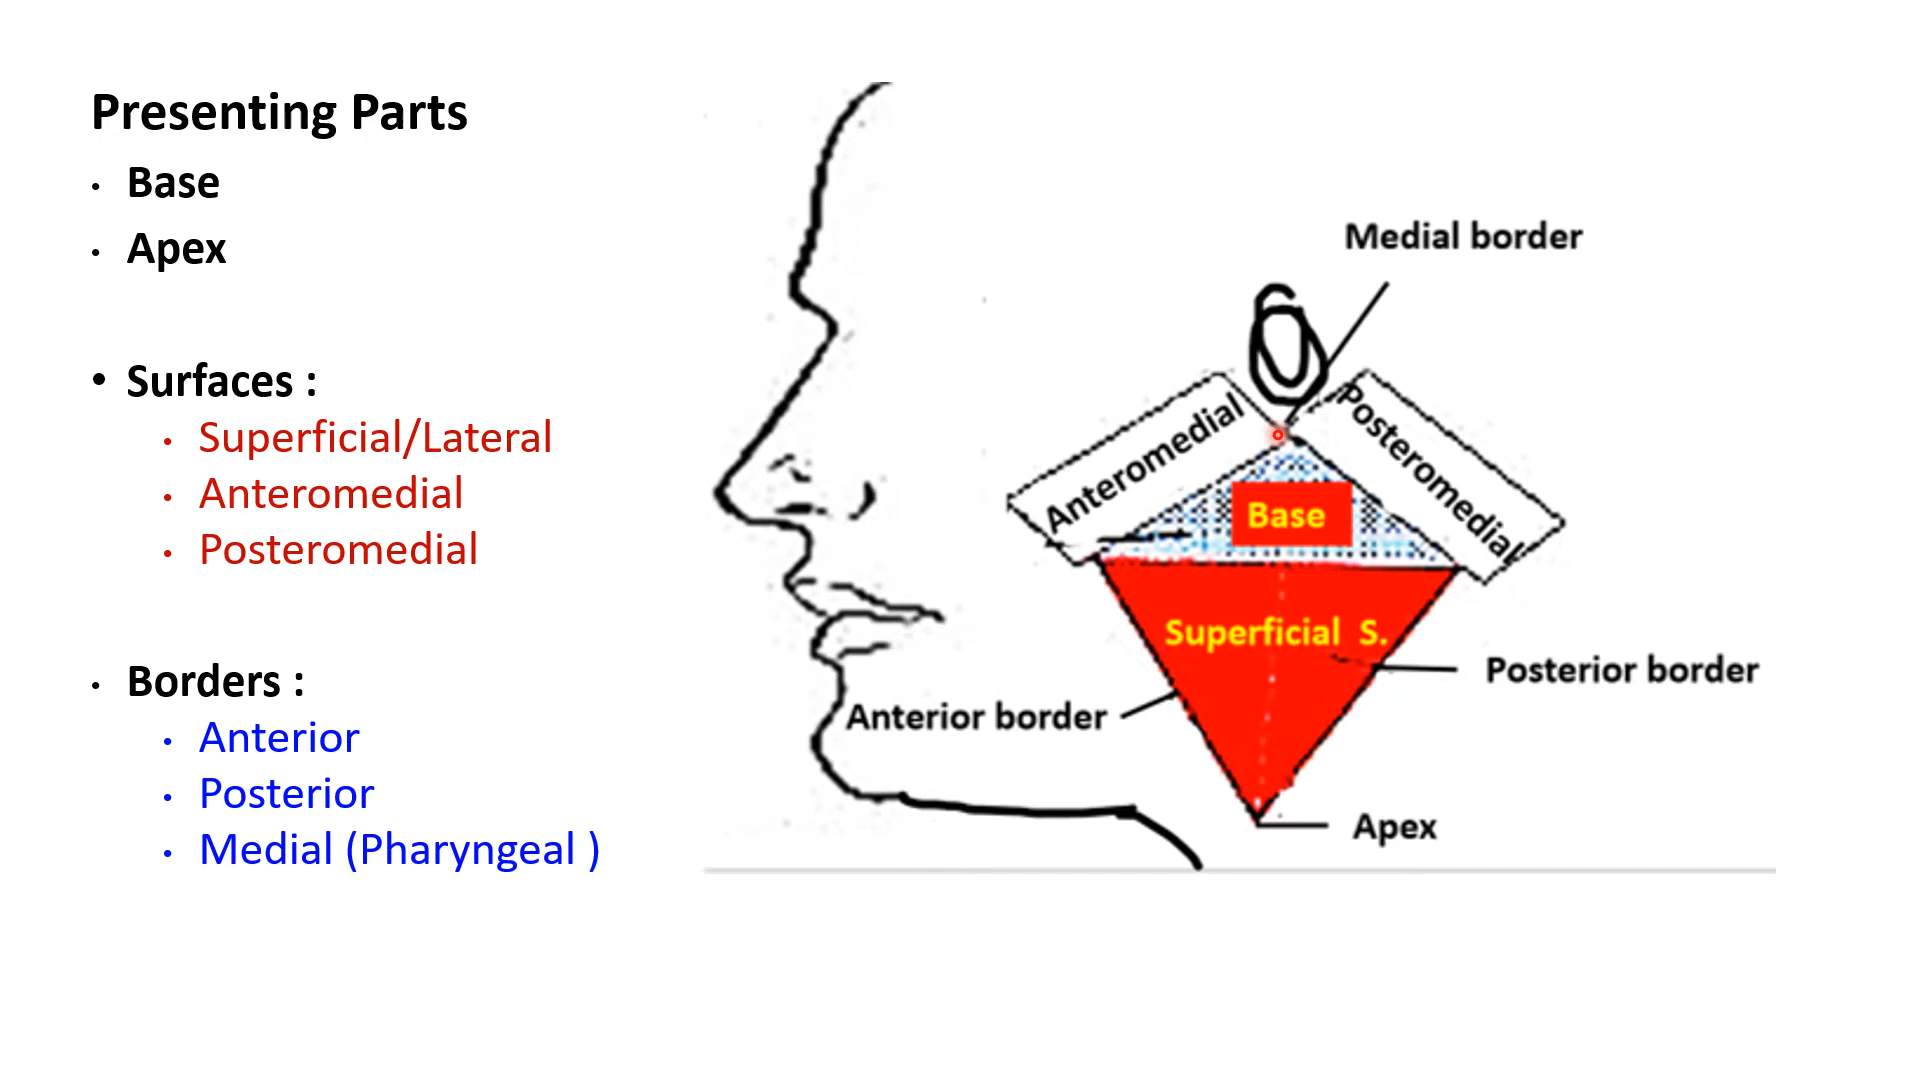 Presenting Parts
• Base
• Apex
• Surfaces :
• Superficial/Lateral
• Anteromedial
• Posteromedial
• Borders :
• Anterior
• Posterior
• Medial (Pharyngeal )
Medial border
Anteromedial
Posteromedial
Base
Superficial S.
Posterior border
Anterior border
Apex